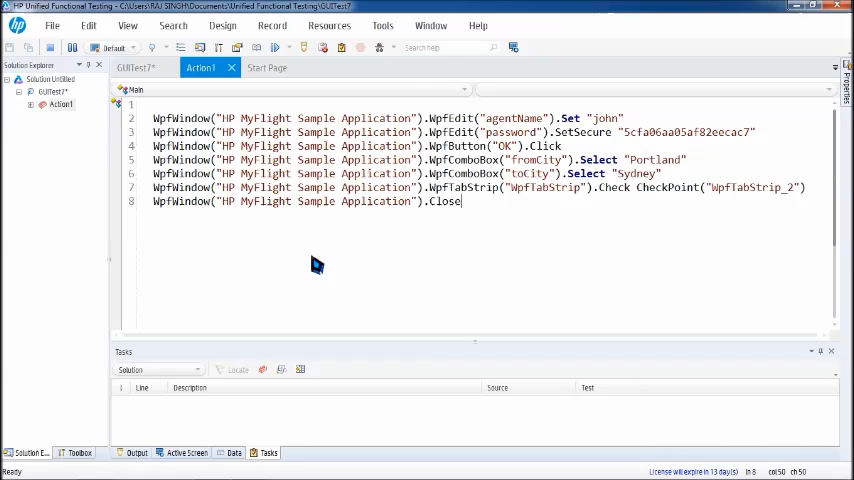 HP Unified Functional Testing - C:\Users\RAJ SINGH\Documents\Unified Functional Testing\GUITest7*
hp File Edit View Search Design Record Resources Tools Window Help
Default Search help
Solution Explorer
Solution Untitled
GUITest7*
Action1
GUITest7* Action1 Start Page
Main
1
2 WpfWindow("HP MyFlight Sample Application").WpfEdit("agentName").Set "john"
3 WpfWindow("HP MyFlight Sample Application").WpfEdit("password").SetSecure "5cfa06aa05af82eecac7"
4 WpfWindow("HP MyFlight Sample Application").WpfButton("OK").Click
5 WpfWindow("HP MyFlight Sample Application").WpfComboBox("fromCity").Select "Portland"
6 WpfWindow("HP MyFlight Sample Application").WpfComboBox("toCity").Select "Sydney"
7 WpfWindow("HP MyFlight Sample Application").WpfTabStrip("WpfTabStrip").Check CheckPoint("WpfTabStrip_2")
8 WpfWindow("HP MyFlight Sample Application").Close
Properties
Tasks
Solution Locate
! Line Description Source Test
Solution E... Toolbox Output Active Screen Data Tasks
Ready License will expire in 13 day(s) ln 8 col 50 ch 50